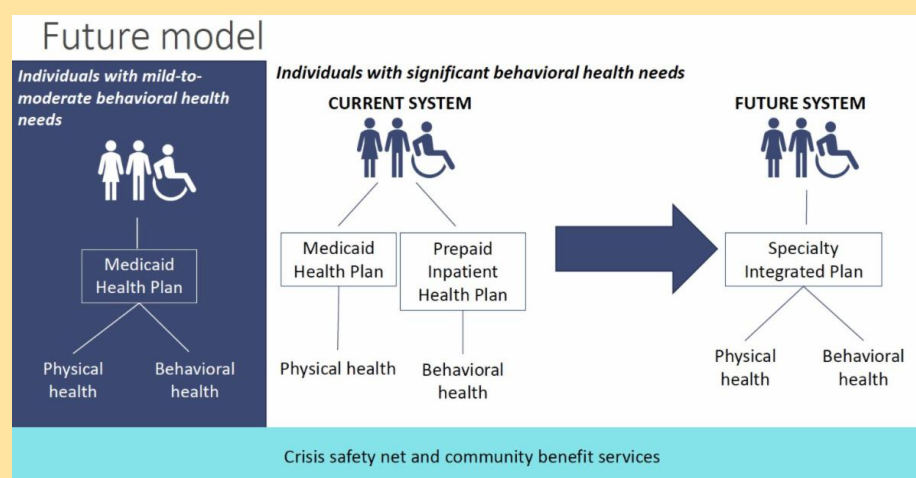 Future model
Individuals with mild-to-
moderate behavioral health
needs
Medicaid
Health Plan
Physical
health
Behavioral
health
Individuals with significant behavioral health needs
CURRENT SYSTEM
Medicaid
Health Plan
Prepaid
Inpatient
Health Plan
Physical health
Behavioral
health
FUTURE SYSTEM
Specialty
Integrated Plan
Physical
health
Behavioral
health
Crisis safety net and community benefit services